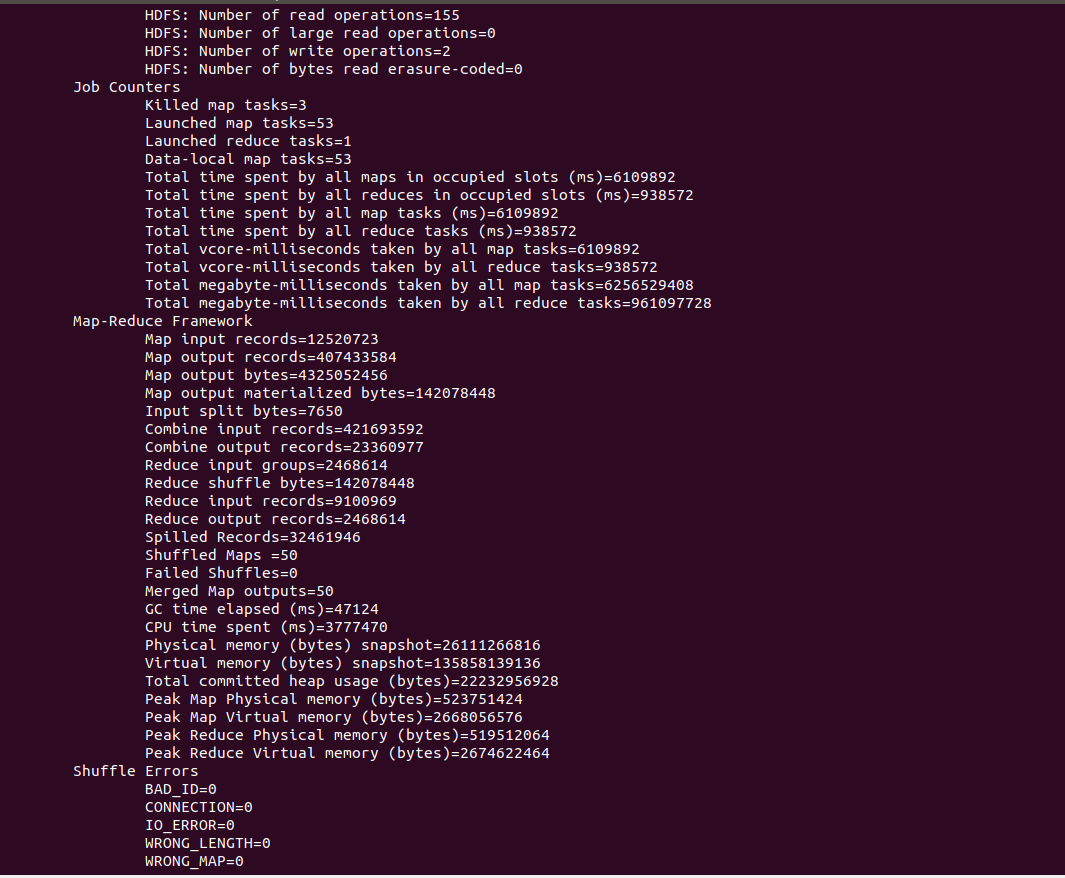 HDFS: Number of read operations=155
HDFS: Number of large read operations=0
HDFS: Number of write operations=2
HDFS: Number of bytes read erasure-coded=0
Job Counters
Killed map tasks=3
Launched map tasks=53
Launched reduce tasks=1
Data-local map tasks=53
Total time spent by all maps in occupied slots (ms)=6109892
Total time spent by all reduces in occupied slots (ms)=938572
Total time spent by all map tasks (ms)=6109892
Total time spent by all reduce tasks (ms)=938572
Total vcore-milliseconds taken by all map tasks=6109892
Total vcore-milliseconds taken by all reduce tasks=938572
Total megabyte-milliseconds taken by all map tasks=6256529408
Total megabyte-milliseconds taken by all reduce tasks=961097728
Map-Reduce Framework
Map input records=12520723
Map output records=407433584
Map output bytes=4325052456
Map output materialized bytes=142078448
Input split bytes=7650
Combine input records=421693592
Combine output records=23360977
Reduce input groups=2468614
Reduce shuffle bytes=142078448
Reduce input records=9100969
Reduce output records=2468614
Spilled Records=32461946
Shuffled Maps =50
Failed Shuffles=0
Merged Map outputs=50
GC time elapsed (ms)=47124
CPU time spent (ms)=3777470
Physical memory (bytes) snapshot=26111266816
Virtual memory (bytes) snapshot=135858139136
Total committed heap usage (bytes)=22232956928
Peak Map Physical memory (bytes)=523751424
Peak Map Virtual memory (bytes)=2668056576
Peak Reduce Physical memory (bytes)=519512064
Peak Reduce Virtual memory (bytes)=2674622464
Shuffle Errors
BAD_ID=0
CONNECTION=0
IO_ERROR=0
WRONG_LENGTH=0
WRONG_MAP=0